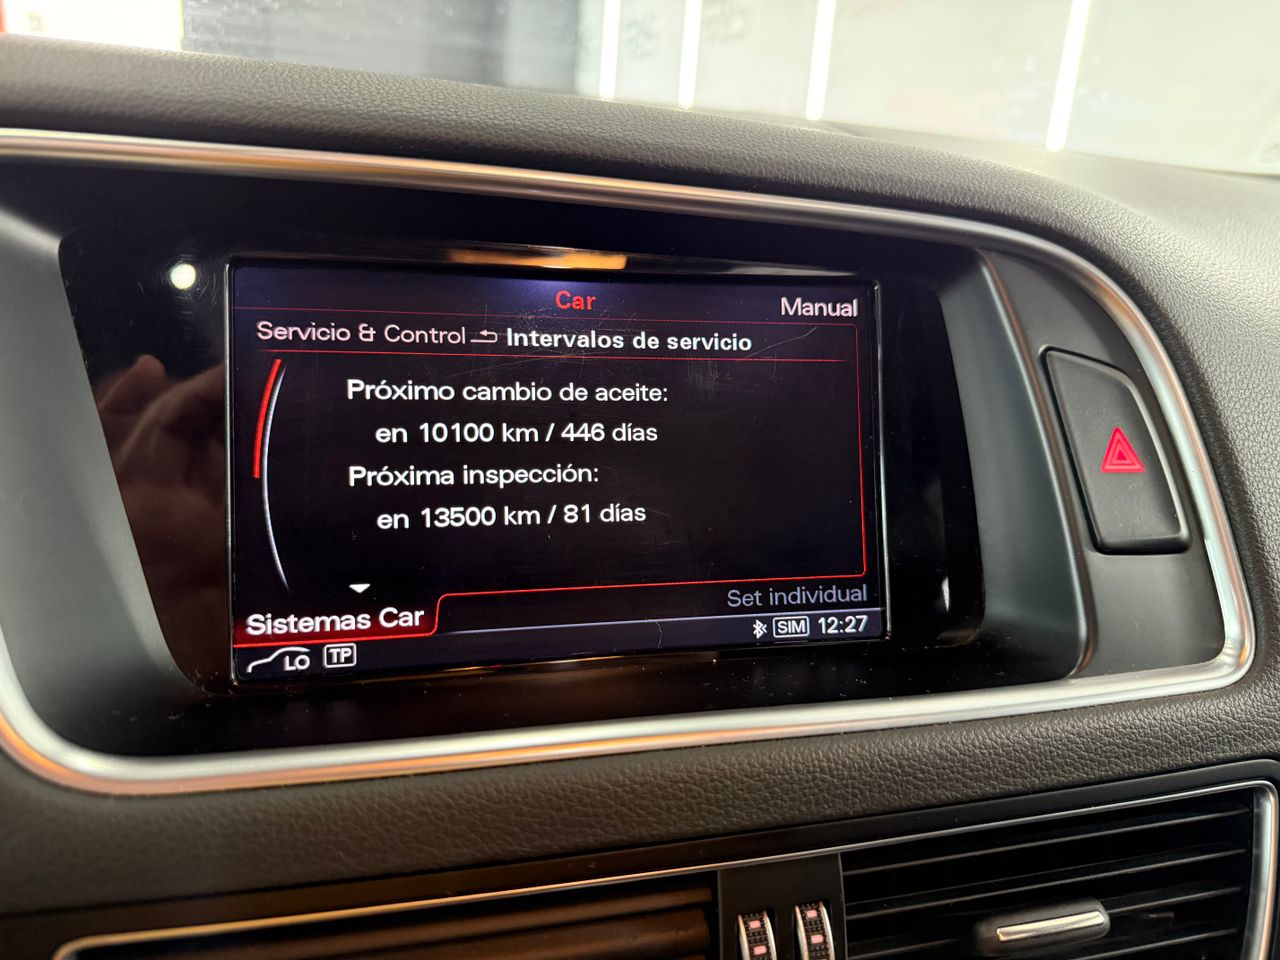 Car
Manual
Servicio & Control Intervalos de servicio
Próximo cambio de aceite:
en 10100 km / 446 días
Próxima inspección:
en 13500 km / 81 días
Set individual
Sistemas Car
SIM 12:27
LO TP